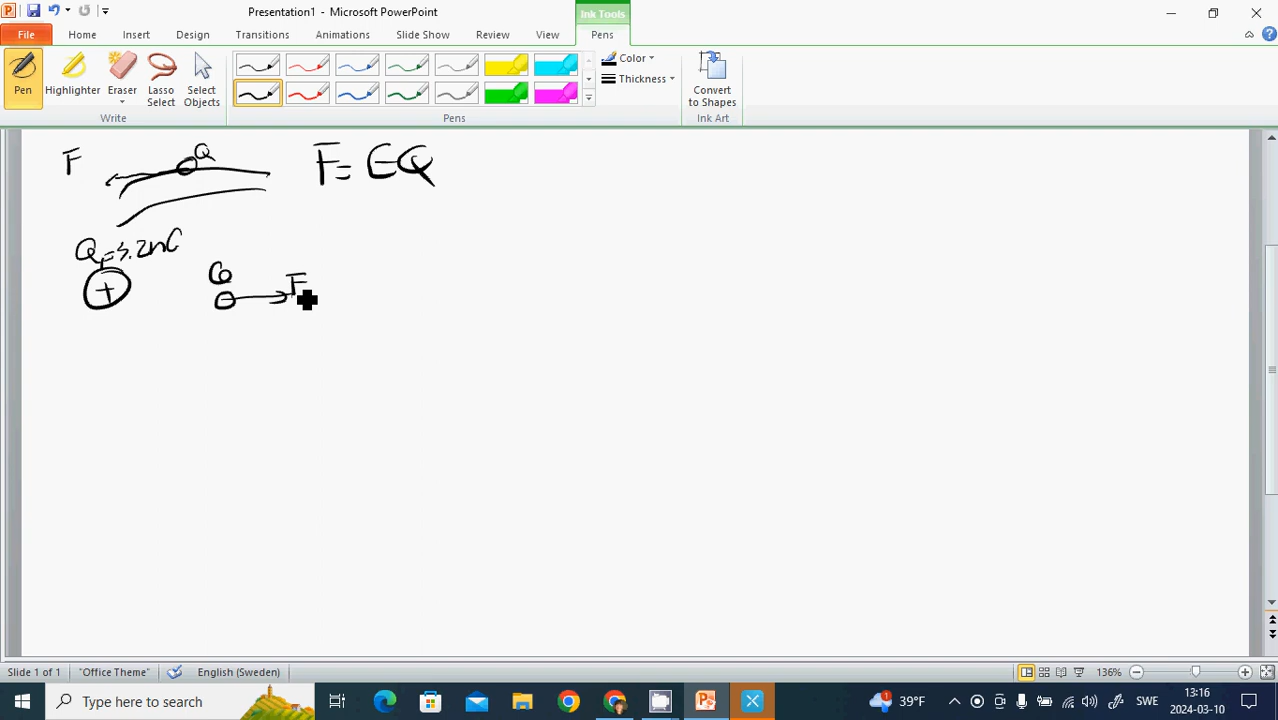 Presentation1 - Microsoft PowerPoint
Ink Tools
File Home Insert Design Transitions Animations Slide Show Review View Pens
Pen
Highlighter
Eraser
Lasso Select
Select Objects
Color
Thickness
Convert to Shapes
Write
Pens
Ink Art
F Q F= EQ
Q1=3.2nC
+ Q F
Slide 1 of 1 "Office Theme" English (Sweden) 136%
Type here to search
1
39°F
SWE
13:16
2024-03-10